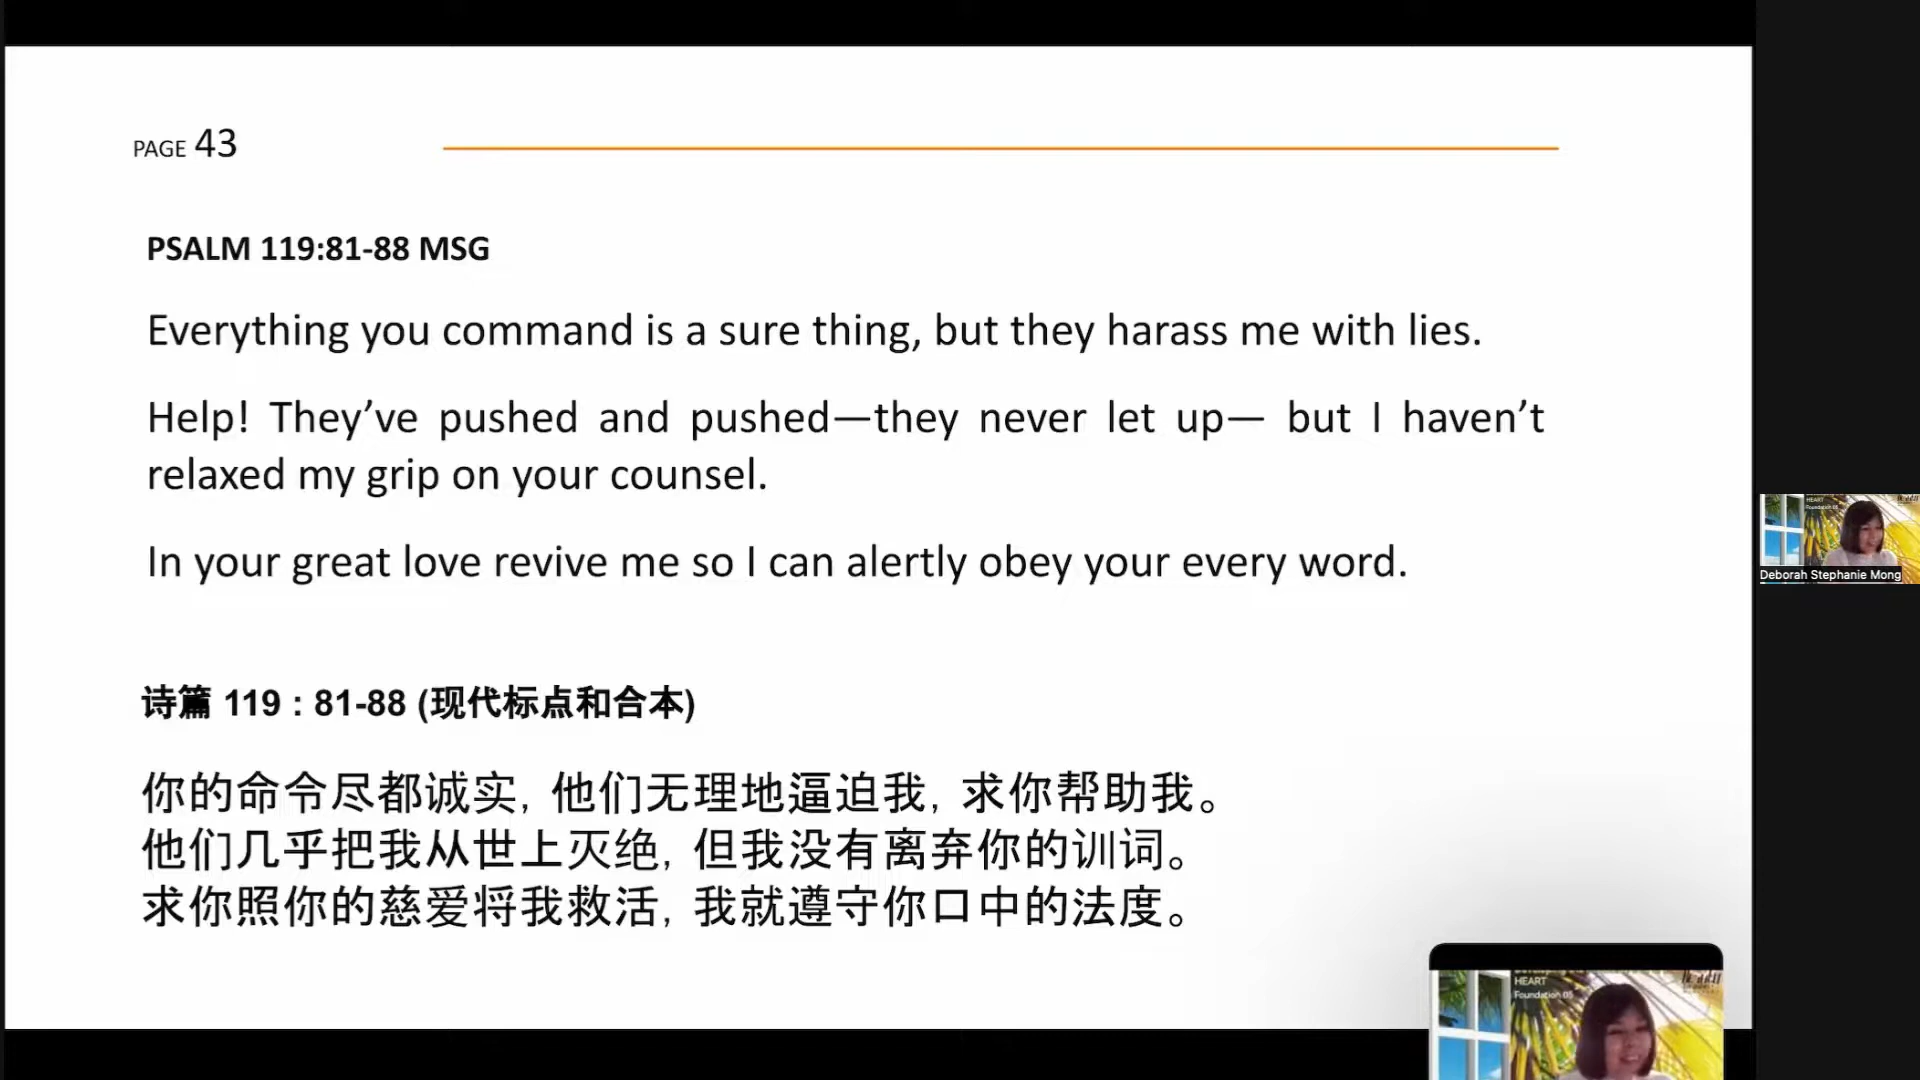 PAGE 43
PSALM 119:81-88 MSG
Everything you command is a sure thing, but they harass me with lies.
Help! They’ve pushed and pushed—they never let up— but I haven’t
relaxed my grip on your counsel.
In your great love revive me so I can alertly obey your every word.
诗篇 119 : 81-88 (现代标点和合本)
你的命令尽都诚实, 他们无理地逼迫我, 求你帮助我。
他们几乎把我从世上灭绝, 但我没有离弃你的训词。
求你照你的慈爱将我救活, 我就遵守你口中的法度。
HEART
Foundation 05
Deborah Stephanie Mong
HEART
Foundation 05